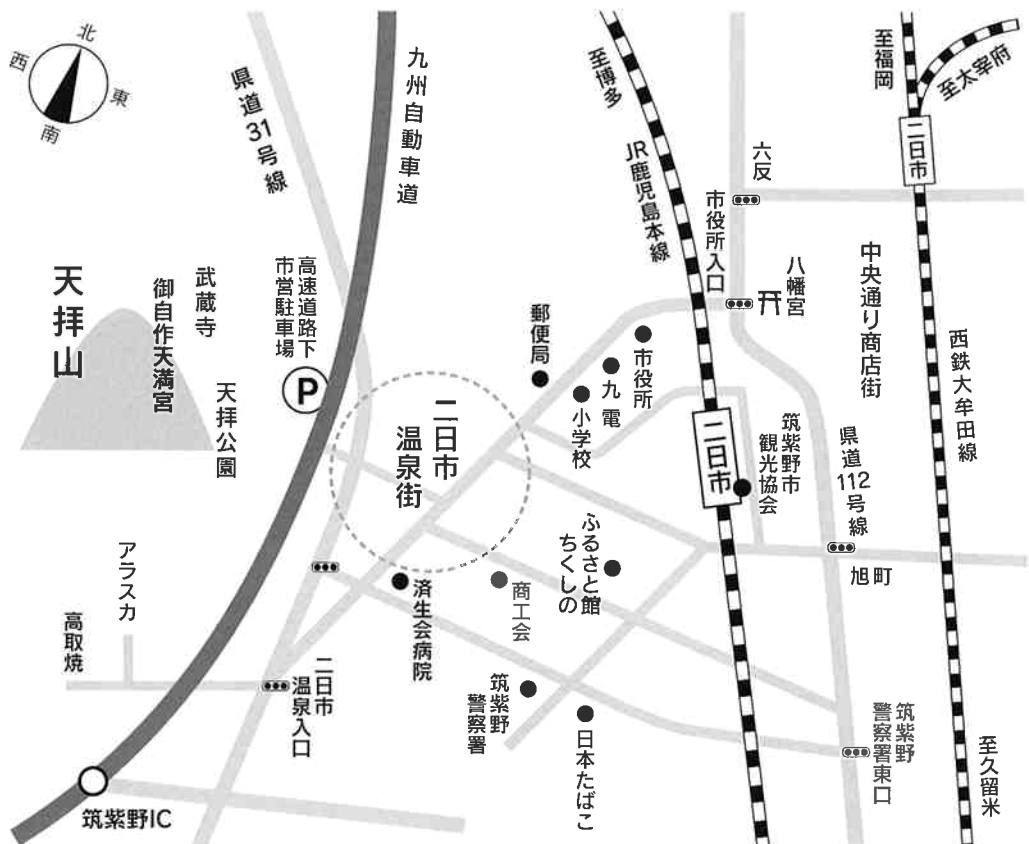 北
西
東
南
県道31号線
九州自動車道
至博多
JR鹿児島本線
六反
市役所入口
八幡宮
至福岡
至太宰府
二日市
中央通り商店街
西鉄大牟田線
天拝山
御自作天満宮
武蔵寺
天拝公園
高速道路下
市営駐車場
P
郵便局
市役所
九電
小学校
二日市
温泉街
二日市
筑紫野市
観光協会
県道112号線
旭町
ふるさと館
ちくしの
商工会
済生会病院
アラスカ
高取焼
二日市
温泉入口
筑紫野
警察署
日本たばこ
筑紫野
警察署東口
至久留米
筑紫野IC